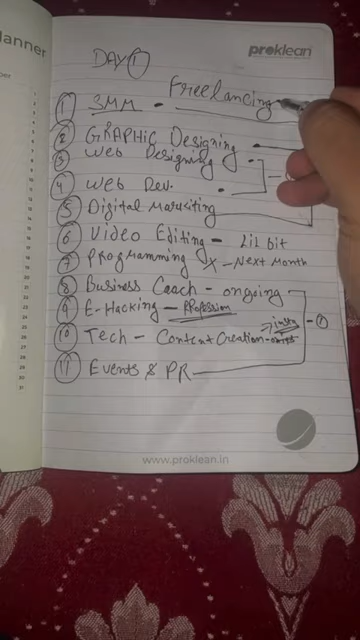 lanner
proklean
DAY ①
Freelancing
① SMM -
② GRAPHIC Designing
③ Web Designing
④ Web Dev.
⑤ Digital Marketing
⑥ Video Editing - Lil bit
⑦ PROGRAMMING X - Next Month
⑧ Business Coach - ongoing
⑨ E-Hacking - PROFESSION
⑩ Tech - Content Creation -
⑪ Events & PR
www.proklean.in